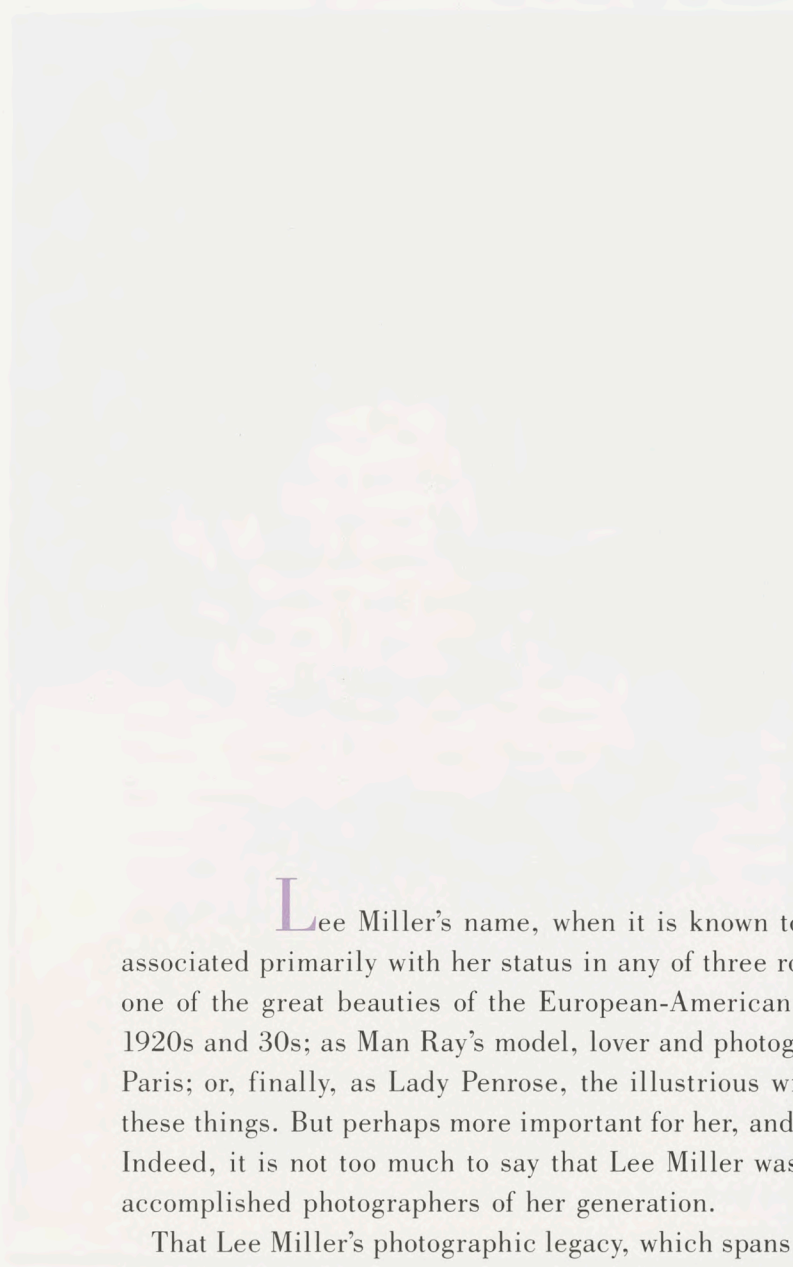 Lee Miller's name, when it is known
associated primarily with her status in any of three
one of the great beauties of the European-American
1920s and 30s; as Man Ray's model, lover and
Paris; or, finally, as Lady Penrose, the illustrious
these things. But perhaps more important for her, and
Indeed, it is not too much to say that Lee Miller was
accomplished photographers of her generation.
That Lee Miller's photographic legacy, which spans